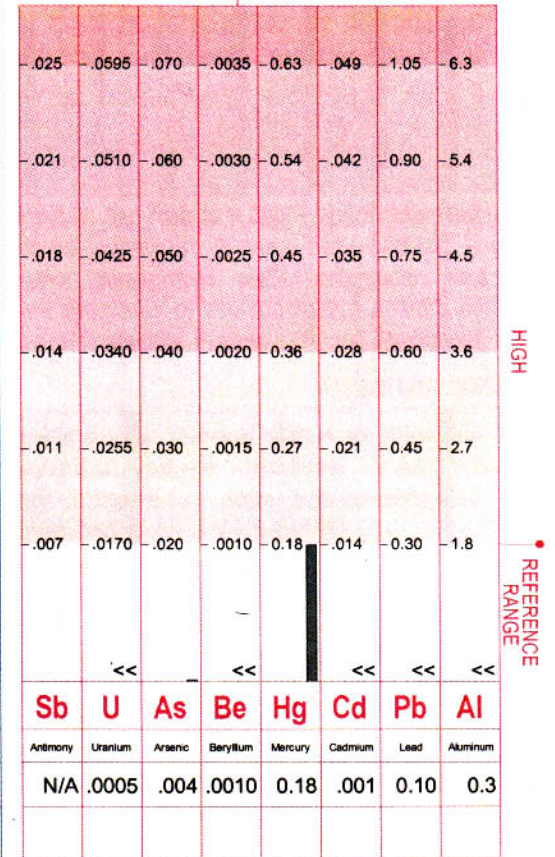 .025 .0595 .070 .0035 0.63 .049 1.05 6.3
.021 .0510 .060 .0030 0.54 .042 0.90 5.4
.018 .0425 .050 .0025 0.45 .035 0.75 4.5
.014 .0340 .040 .0020 0.36 .028 0.60 3.6
HIGH
.011 .0255 .030 .0015 0.27 .021 0.45 2.7
.007 .0170 .020 .0010 0.18 .014 0.30 1.8
REFERENCE
RANGE
<< << << << <<
Sb U As Be Hg Cd Pb Al
Antimony Uranium Arsenic Beryllium Mercury Cadmium Lead Aluminum
N/A .0005 .004 .0010 0.18 .001 0.10 0.3